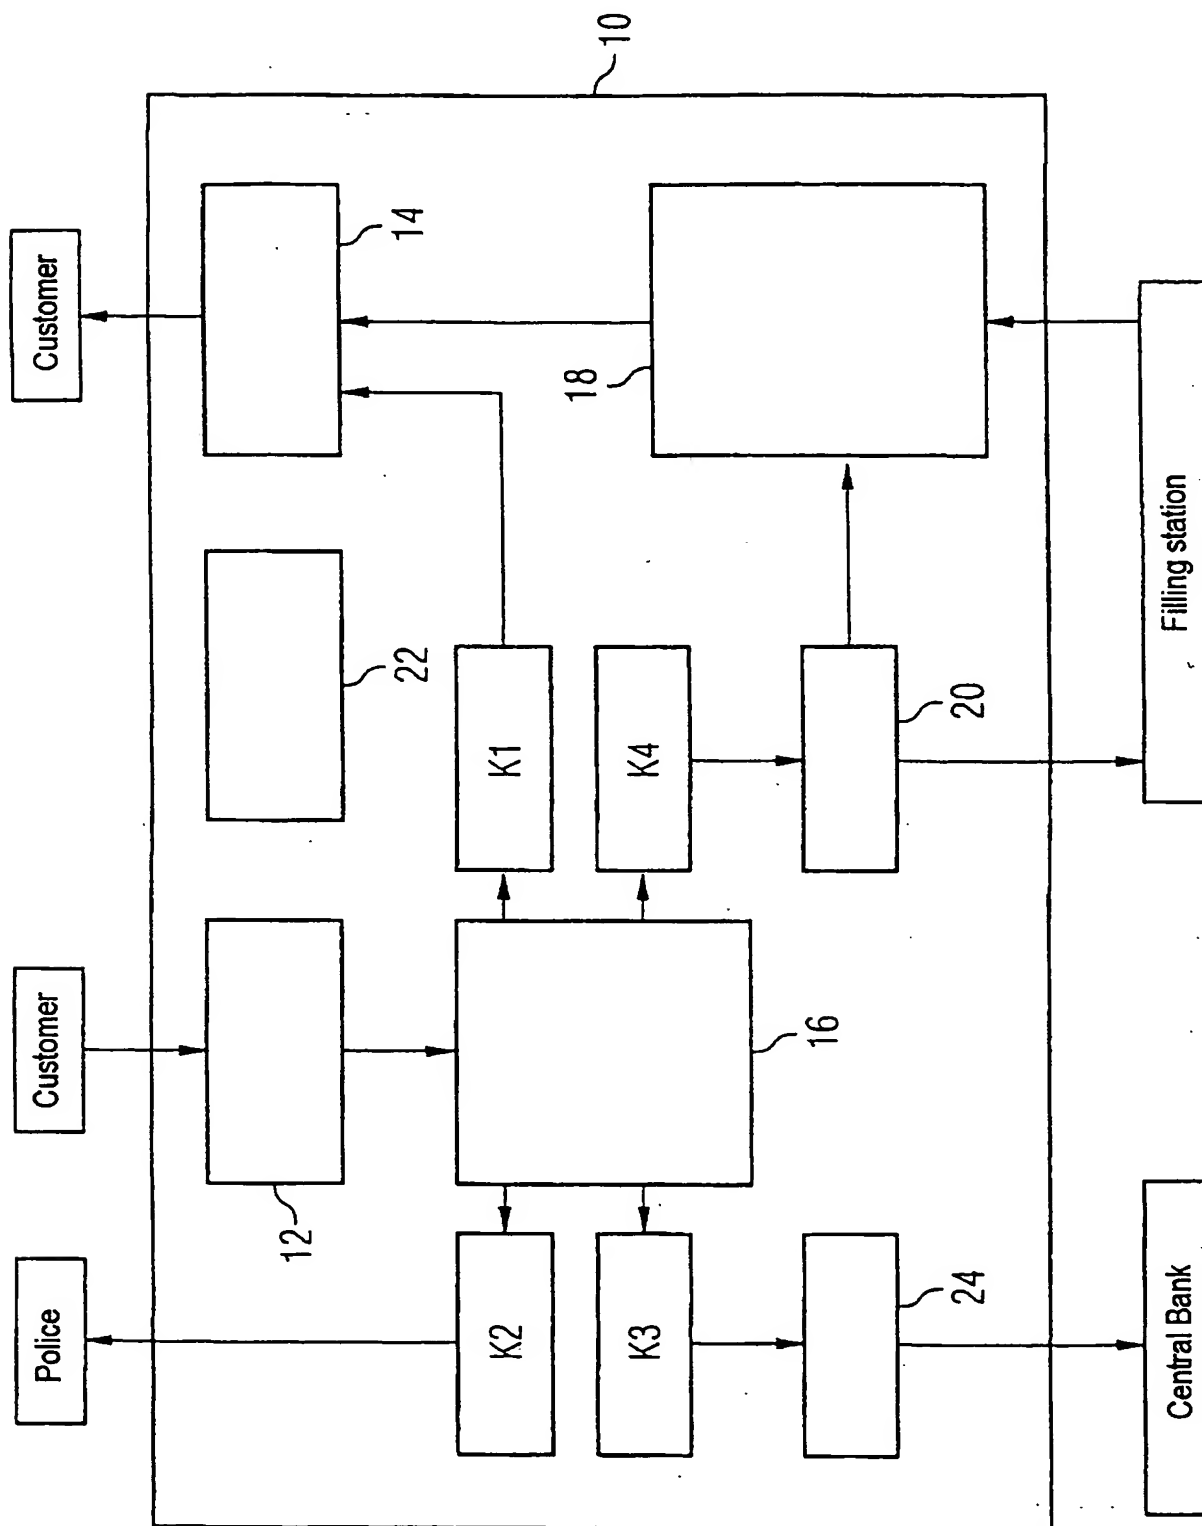 Police
Customer
Customer
10
12
22
14
K2
K1
K3
K4
16
18
24
20
Central Bank
Filling station